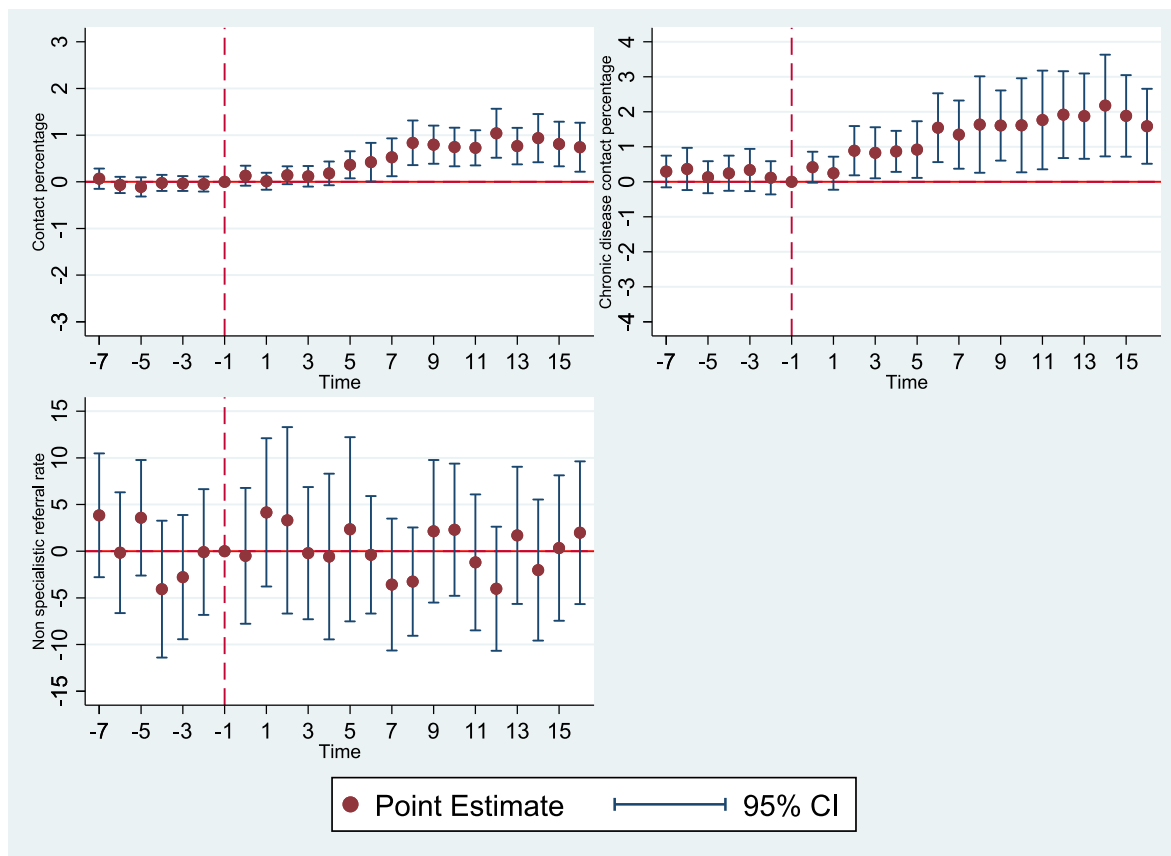 Contact percentage
3
2
1
0
-1
-2
-3
-7 -5 -3 -1 1 3 5 7 9 11 13 15
Time
Chronic disease contact percentage
4
3
2
1
0
-1
-2
-3
-4
-7 -5 -3 -1 1 3 5 7 9 11 13 15
Time
Non specialistic referral rate
15
10
5
0
-5
-10
-15
-7 -5 -3 -1 1 3 5 7 9 11 13 15
Time
Point Estimate 95% CI